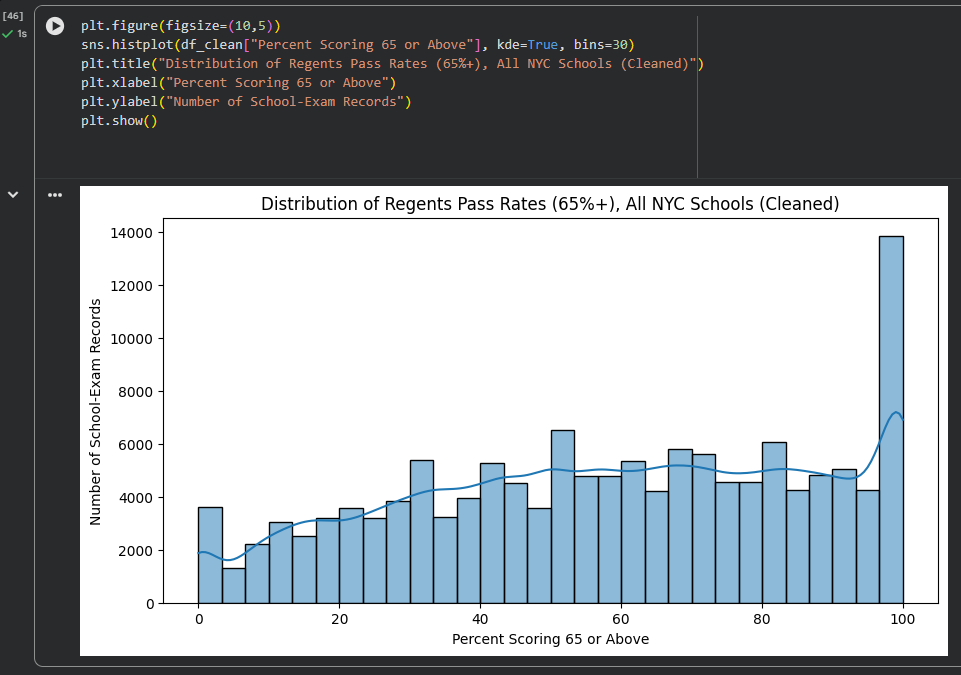 [46]
1s
plt.figure(figsize=(10,5))
sns.histplot(df_clean["Percent Scoring 65 or Above"], kde=True, bins=30)
plt.title("Distribution of Regents Pass Rates (65%+), All NYC Schools (Cleaned)")
plt.xlabel("Percent Scoring 65 or Above")
plt.ylabel("Number of School-Exam Records")
plt.show()
Distribution of Regents Pass Rates (65%+), All NYC Schools (Cleaned)
14000
12000
10000
8000
6000
4000
2000
0
Number of School-Exam Records
0 20 40 60 80 100
Percent Scoring 65 or Above